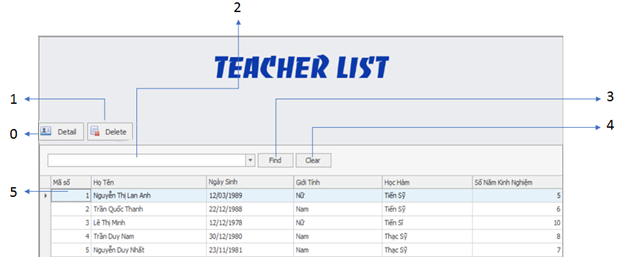 2
TEACHER LIST
1
3
0
Detail Delete
4
Find Clear
Mã số Họ Tên Ngày Sinh Giới Tính Học Hàm Số Năm Kinh Nghiệm
5
1 Nguyễn Thị Lan Anh 12/03/1989 Nữ Tiến Sỹ 5
2 Trần Quốc Thanh 22/12/1988 Nam Tiến Sỹ 6
3 Lê Thị Minh 12/12/1978 Nữ Tiến Sĩ 10
4 Trần Duy Nam 30/12/1980 Nam Thạc Sỹ 8
5 Nguyễn Duy Nhất 23/11/1981 Nam Thạc Sỹ 7